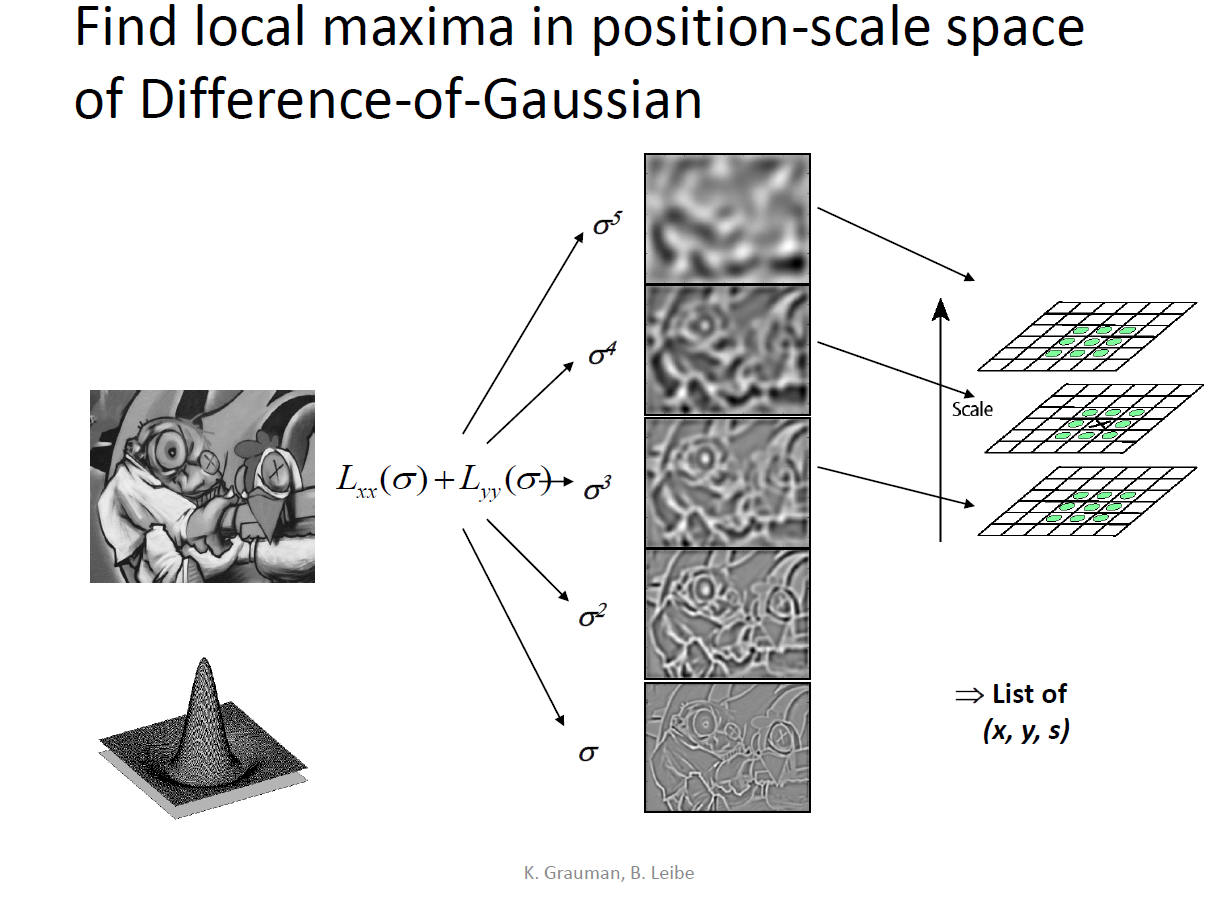 Find local maxima in position-scale space
of Difference-of-Gaussian
σ⁵
σ⁴
Scale
Lxx(σ) + Lyy(σ)
σ³
σ²
σ
⇒ List of
(x, y, s)
K. Grauman, B. Leibe